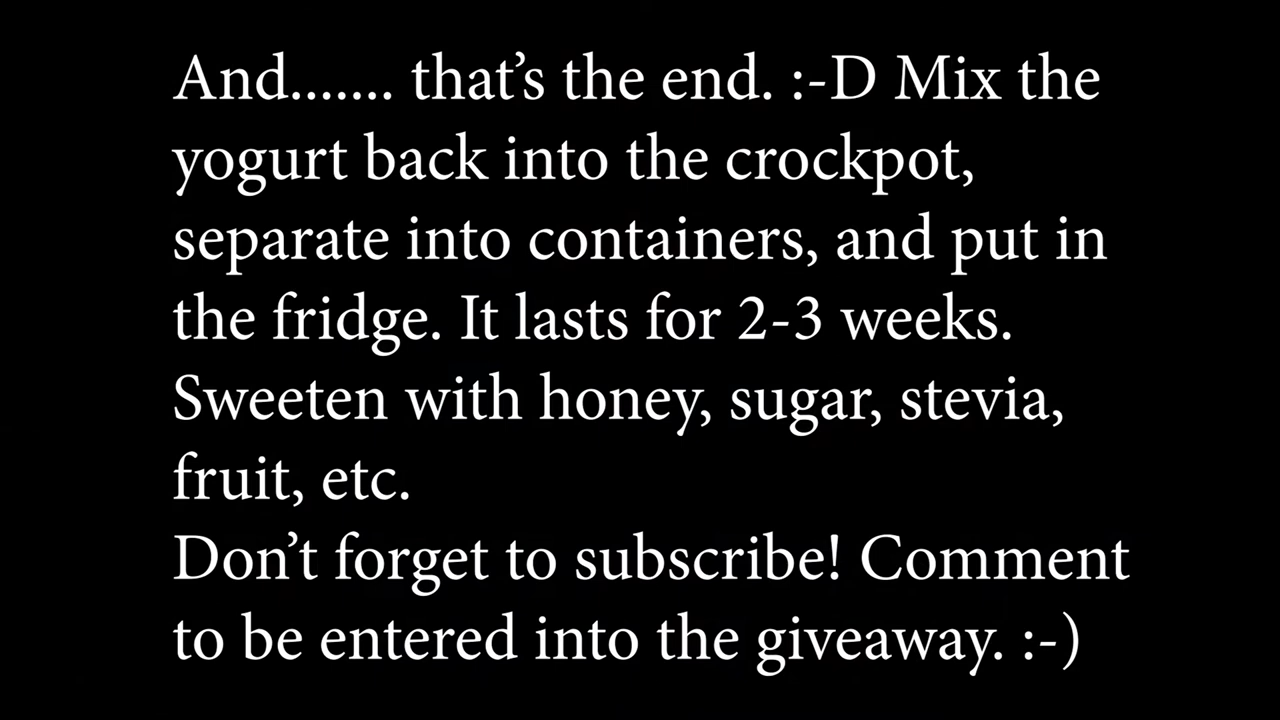 And....... that’s the end. :-D Mix the
yogurt back into the crockpot,
separate into containers, and put in
the fridge. It lasts for 2-3 weeks.
Sweeten with honey, sugar, stevia,
fruit, etc.
Don’t forget to subscribe! Comment
to be entered into the giveaway. :-)